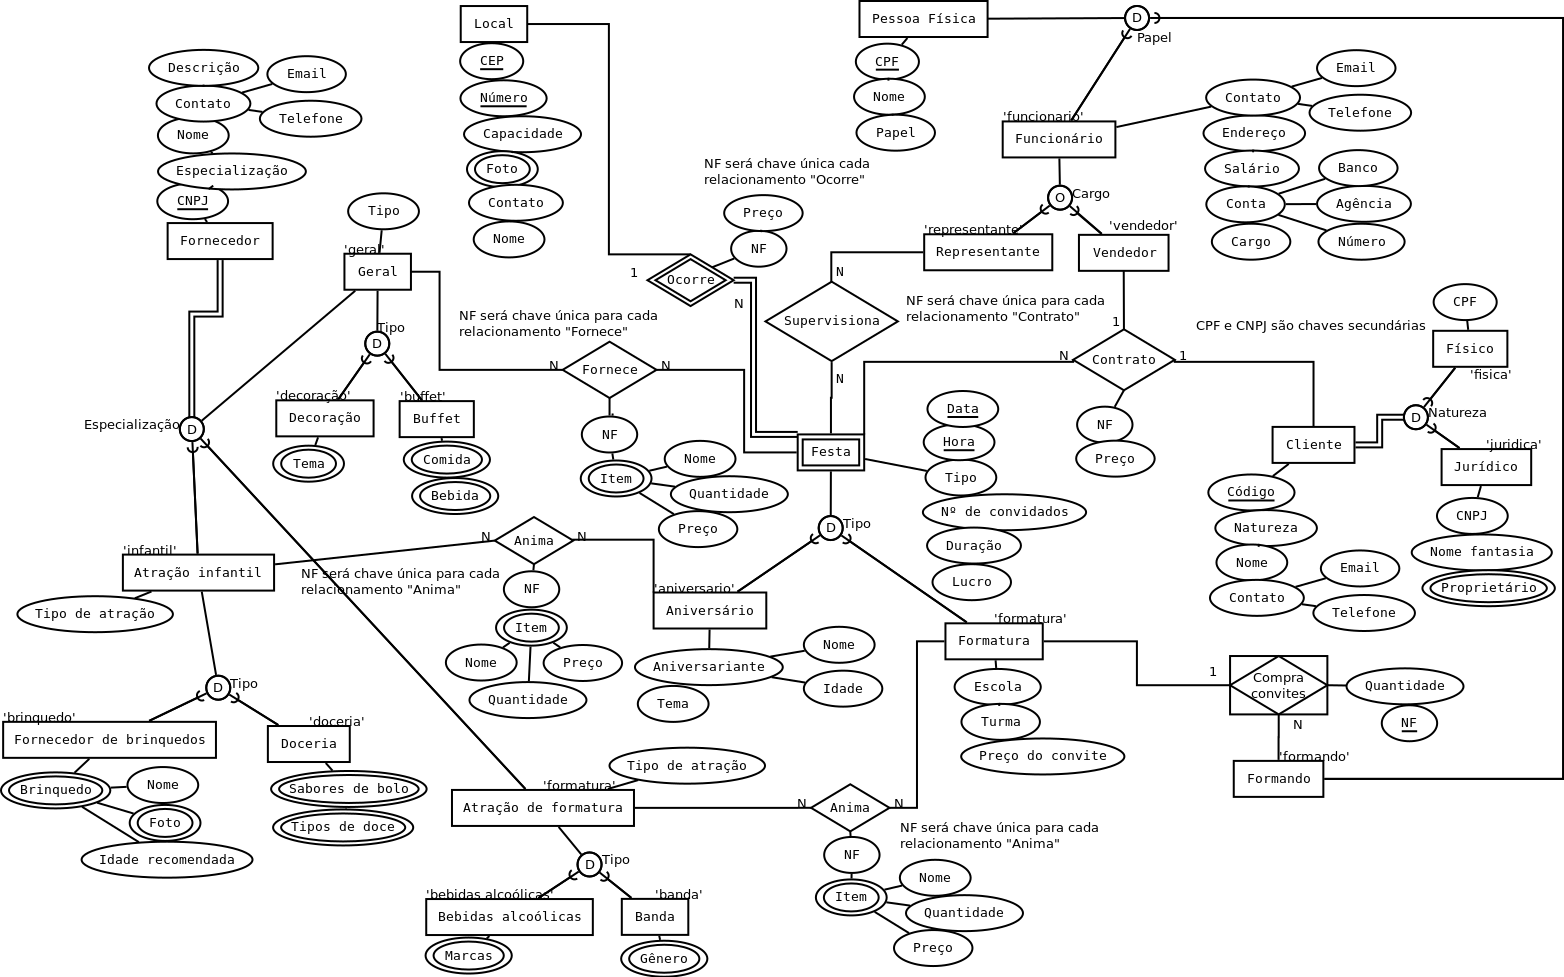 Local
CEP
Número
Capacidade
Foto
Contato
Nome
Descrição
Email
Contato
Telefone
Nome
Especialização
CNPJ
Fornecedor
Tipo
'geral'
Geral
Tipo
'decoração'
Decoração
Tema
'buffet'
Buffet
Comida
Bebida
Especialização
D
D
NF será chave única cada
relacionamento "Ocorre"
Preço
NF
Ocorre
1
N
NF será chave única para cada
relacionamento "Fornece"
N
Fornece
N
NF
Item
Nome
Quantidade
Preço
Pessoa Física
CPF
Nome
Papel
D
Papel
'funcionario'
Funcionário
Contato
Email
Telefone
Endereço
Salário
Conta
Banco
Agência
Número
Cargo
O
Cargo
'representante'
Representante
'vendedor'
Vendedor
N
Supervisiona
N
NF será chave única para cada
relacionamento "Contrato"
1
N
Contrato
1
NF
Preço
CPF e CNPJ são chaves secundárias
CPF
Físico
'fisica'
D
Natureza
'juridica'
Jurídico
CNPJ
Nome fantasia
Proprietário
Cliente
Código
Natureza
Nome
Contato
Email
Telefone
Festa
Data
Hora
Tipo
Nº de convidados
Duração
Lucro
D
Tipo
'infantil'
Atração infantil
Tipo de atração
NF será chave única para cada
relacionamento "Anima"
N
Anima
N
NF
Item
Nome
Preço
Quantidade
'aniversario'
Aniversário
Aniversariante
Nome
Idade
Tema
'formatura'
Formatura
Escola
Turma
Preço do convite
1
Compra
convites
N
Quantidade
NF
'formando'
Formando
D
Tipo
'brinquedo'
Fornecedor de brinquedos
Brinquedo
Nome
Foto
Idade recomendada
'doceria'
Doceria
Sabores de bolo
Tipos de doce
'formatura'
Tipo de atração
Atração de formatura
D
Tipo
'bebidas alcoólicas'
Bebidas alcoólicas
Marcas
'banda'
Banda
Gênero
N
Anima
N
NF será chave única para cada
relacionamento "Anima"
NF
Item
Nome
Quantidade
Preço